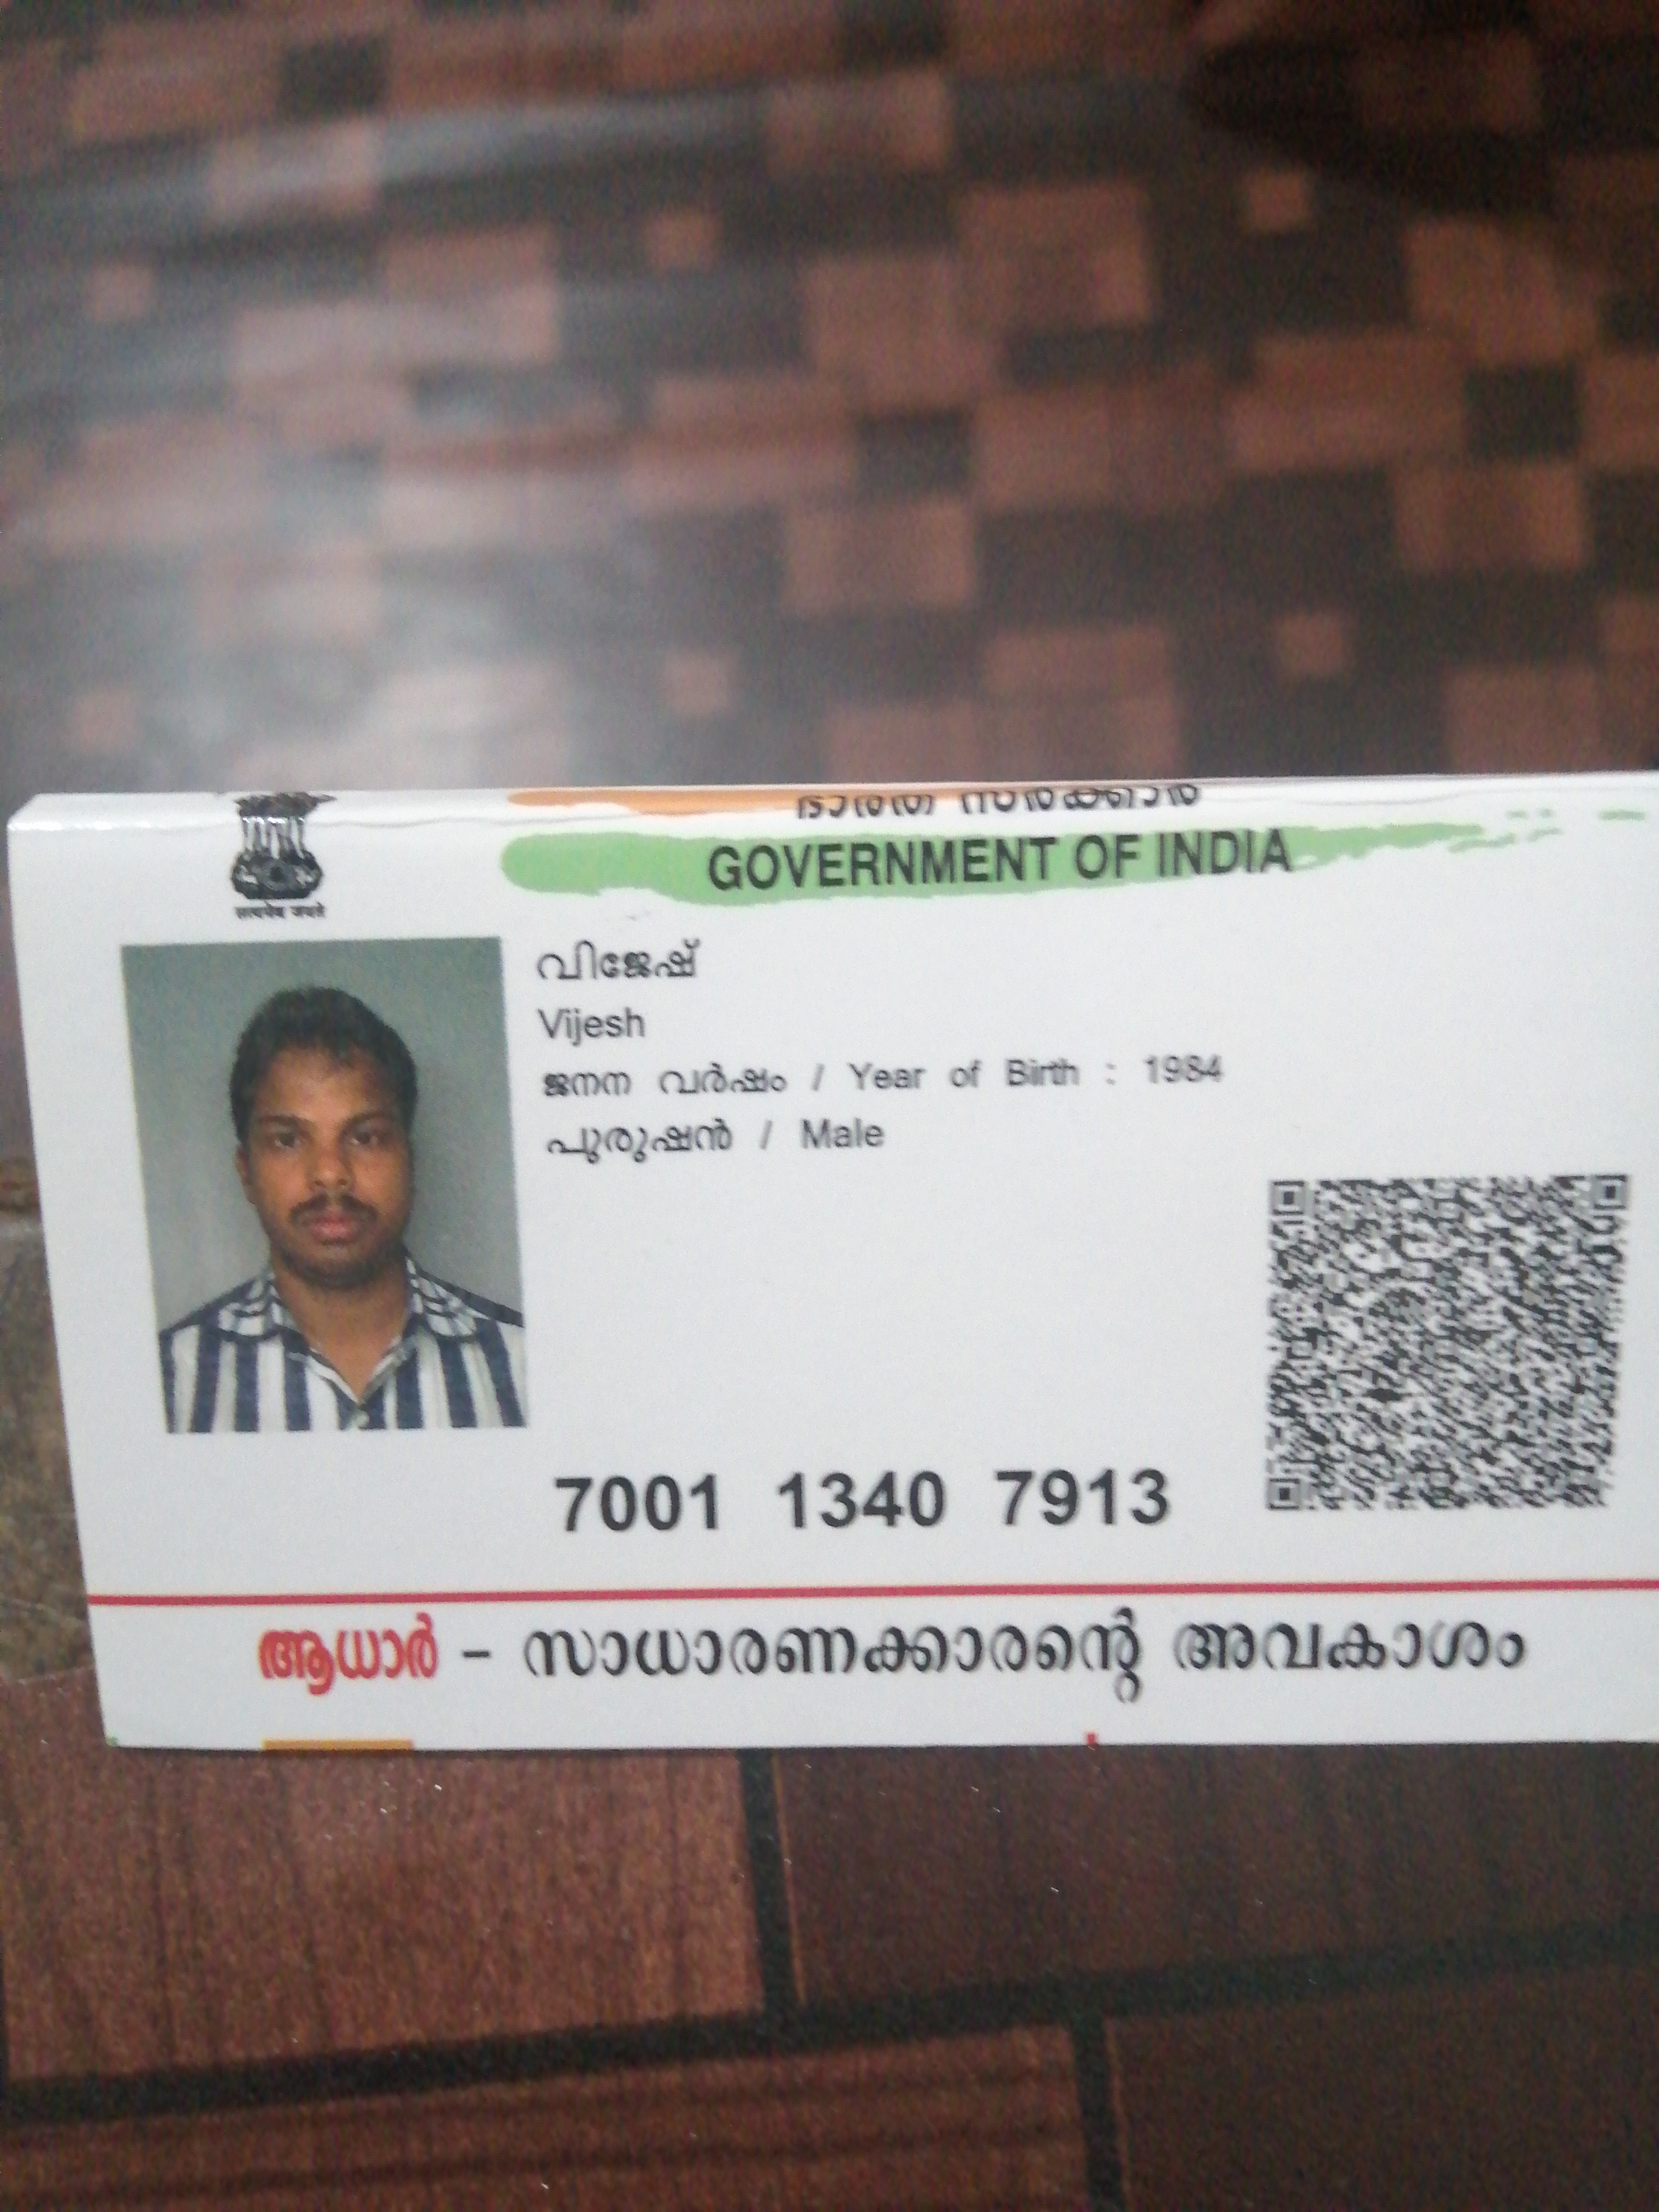 ഭാരത സർക്കാർ
GOVERNMENT OF INDIA
सत्यमेव जयते
വിജേഷ്
Vijesh
ജനന വർഷം / Year of Birth : 1984
പുരുഷൻ / Male
7001 1340 7913
ആധാർ – സാധാരണക്കാരന്റെ അവകാശം